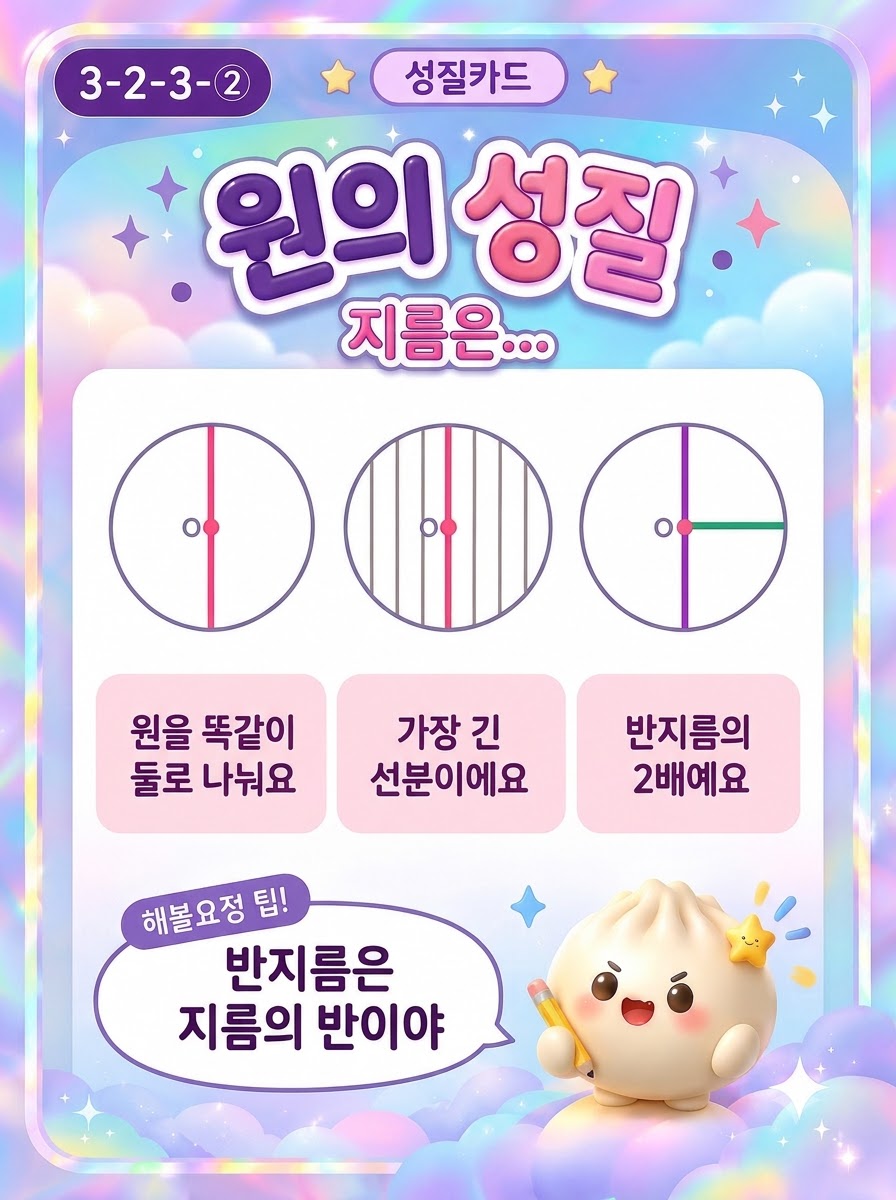 3-2-3-②
성질카드
원의 성질
지름은...
ㅇ
ㅇ
ㅇ
원을 똑같이
둘로 나눠요
가장 긴
선분이에요
반지름의
2배예요
해볼요정 팁!
반지름은
지름의 반이야